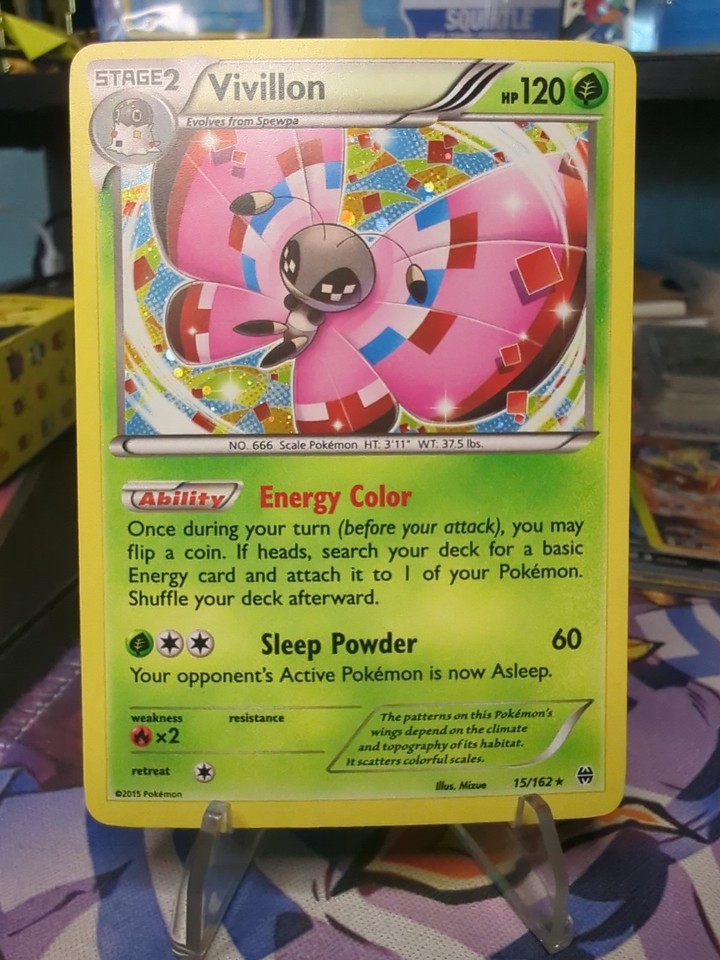 SQUIRTLE
STAGE2 Vivillon HP120
Evolves from Spewpa
NO. 666 Scale Pokémon HT: 3'11" WT: 37.5 lbs.
Ability Energy Color
Once during your turn (before your attack), you may
flip a coin. If heads, search your deck for a basic
Energy card and attach it to 1 of your Pokémon.
Shuffle your deck afterward.
Sleep Powder 60
Your opponent's Active Pokémon is now Asleep.
weakness resistance
x2
The patterns on this Pokémon's
wings depend on the climate
and topography of its habitat.
It scatters colorful scales.
retreat
©2015 Pokémon
Illus. Mizue 15/162★